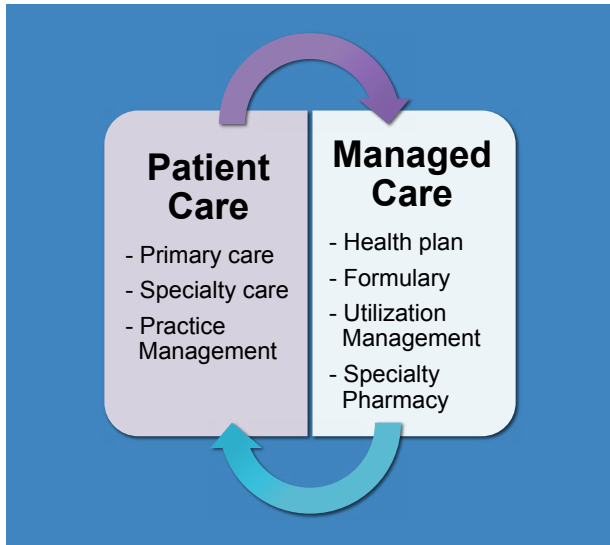 Patient
Care
- Primary care
- Specialty care
- Practice
Management
Managed
Care
- Health plan
- Formulary
- Utilization
Management
- Specialty
Pharmacy